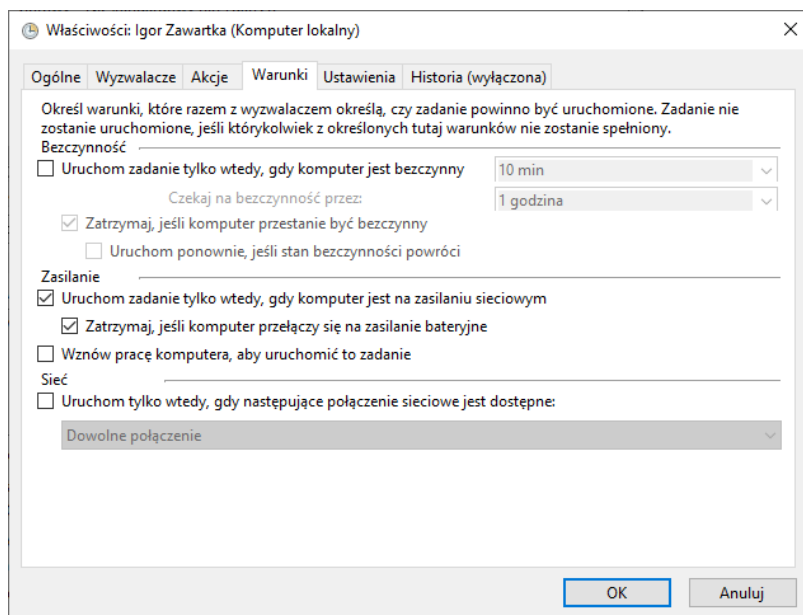 Właściwości: Igor Zawartka (Komputer lokalny)
Ogólne Wyzwalacze Akcje Warunki Ustawienia Historia (wyłączona)
Określ warunki, które razem z wyzwalaczem określą, czy zadanie powinno być uruchomione. Zadanie nie
zostanie uruchomione, jeśli którykolwiek z określonych tutaj warunków nie zostanie spełniony.
Bezczynność
Uruchom zadanie tylko wtedy, gdy komputer jest bezczynny 10 min
Czekaj na bezczynność przez: 1 godzina
Zatrzymaj, jeśli komputer przestanie być bezczynny
Uruchom ponownie, jeśli stan bezczynności powróci
Zasilanie
Uruchom zadanie tylko wtedy, gdy komputer jest na zasilaniu sieciowym
Zatrzymaj, jeśli komputer przełączy się na zasilanie bateryjne
Wznów pracę komputera, aby uruchomić to zadanie
Sieć
Uruchom tylko wtedy, gdy następujące połączenie sieciowe jest dostępne:
Dowolne połączenie
OK Anuluj